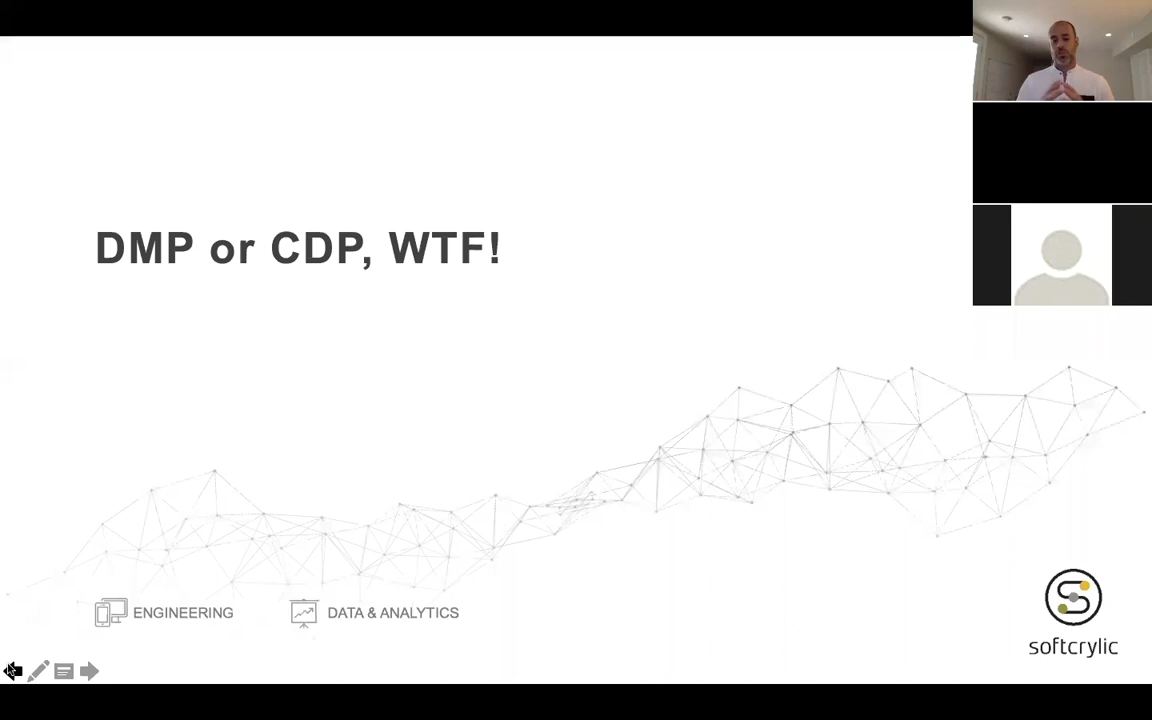 DMP or CDP, WTF!
ENGINEERING
DATA & ANALYTICS
softcrylic